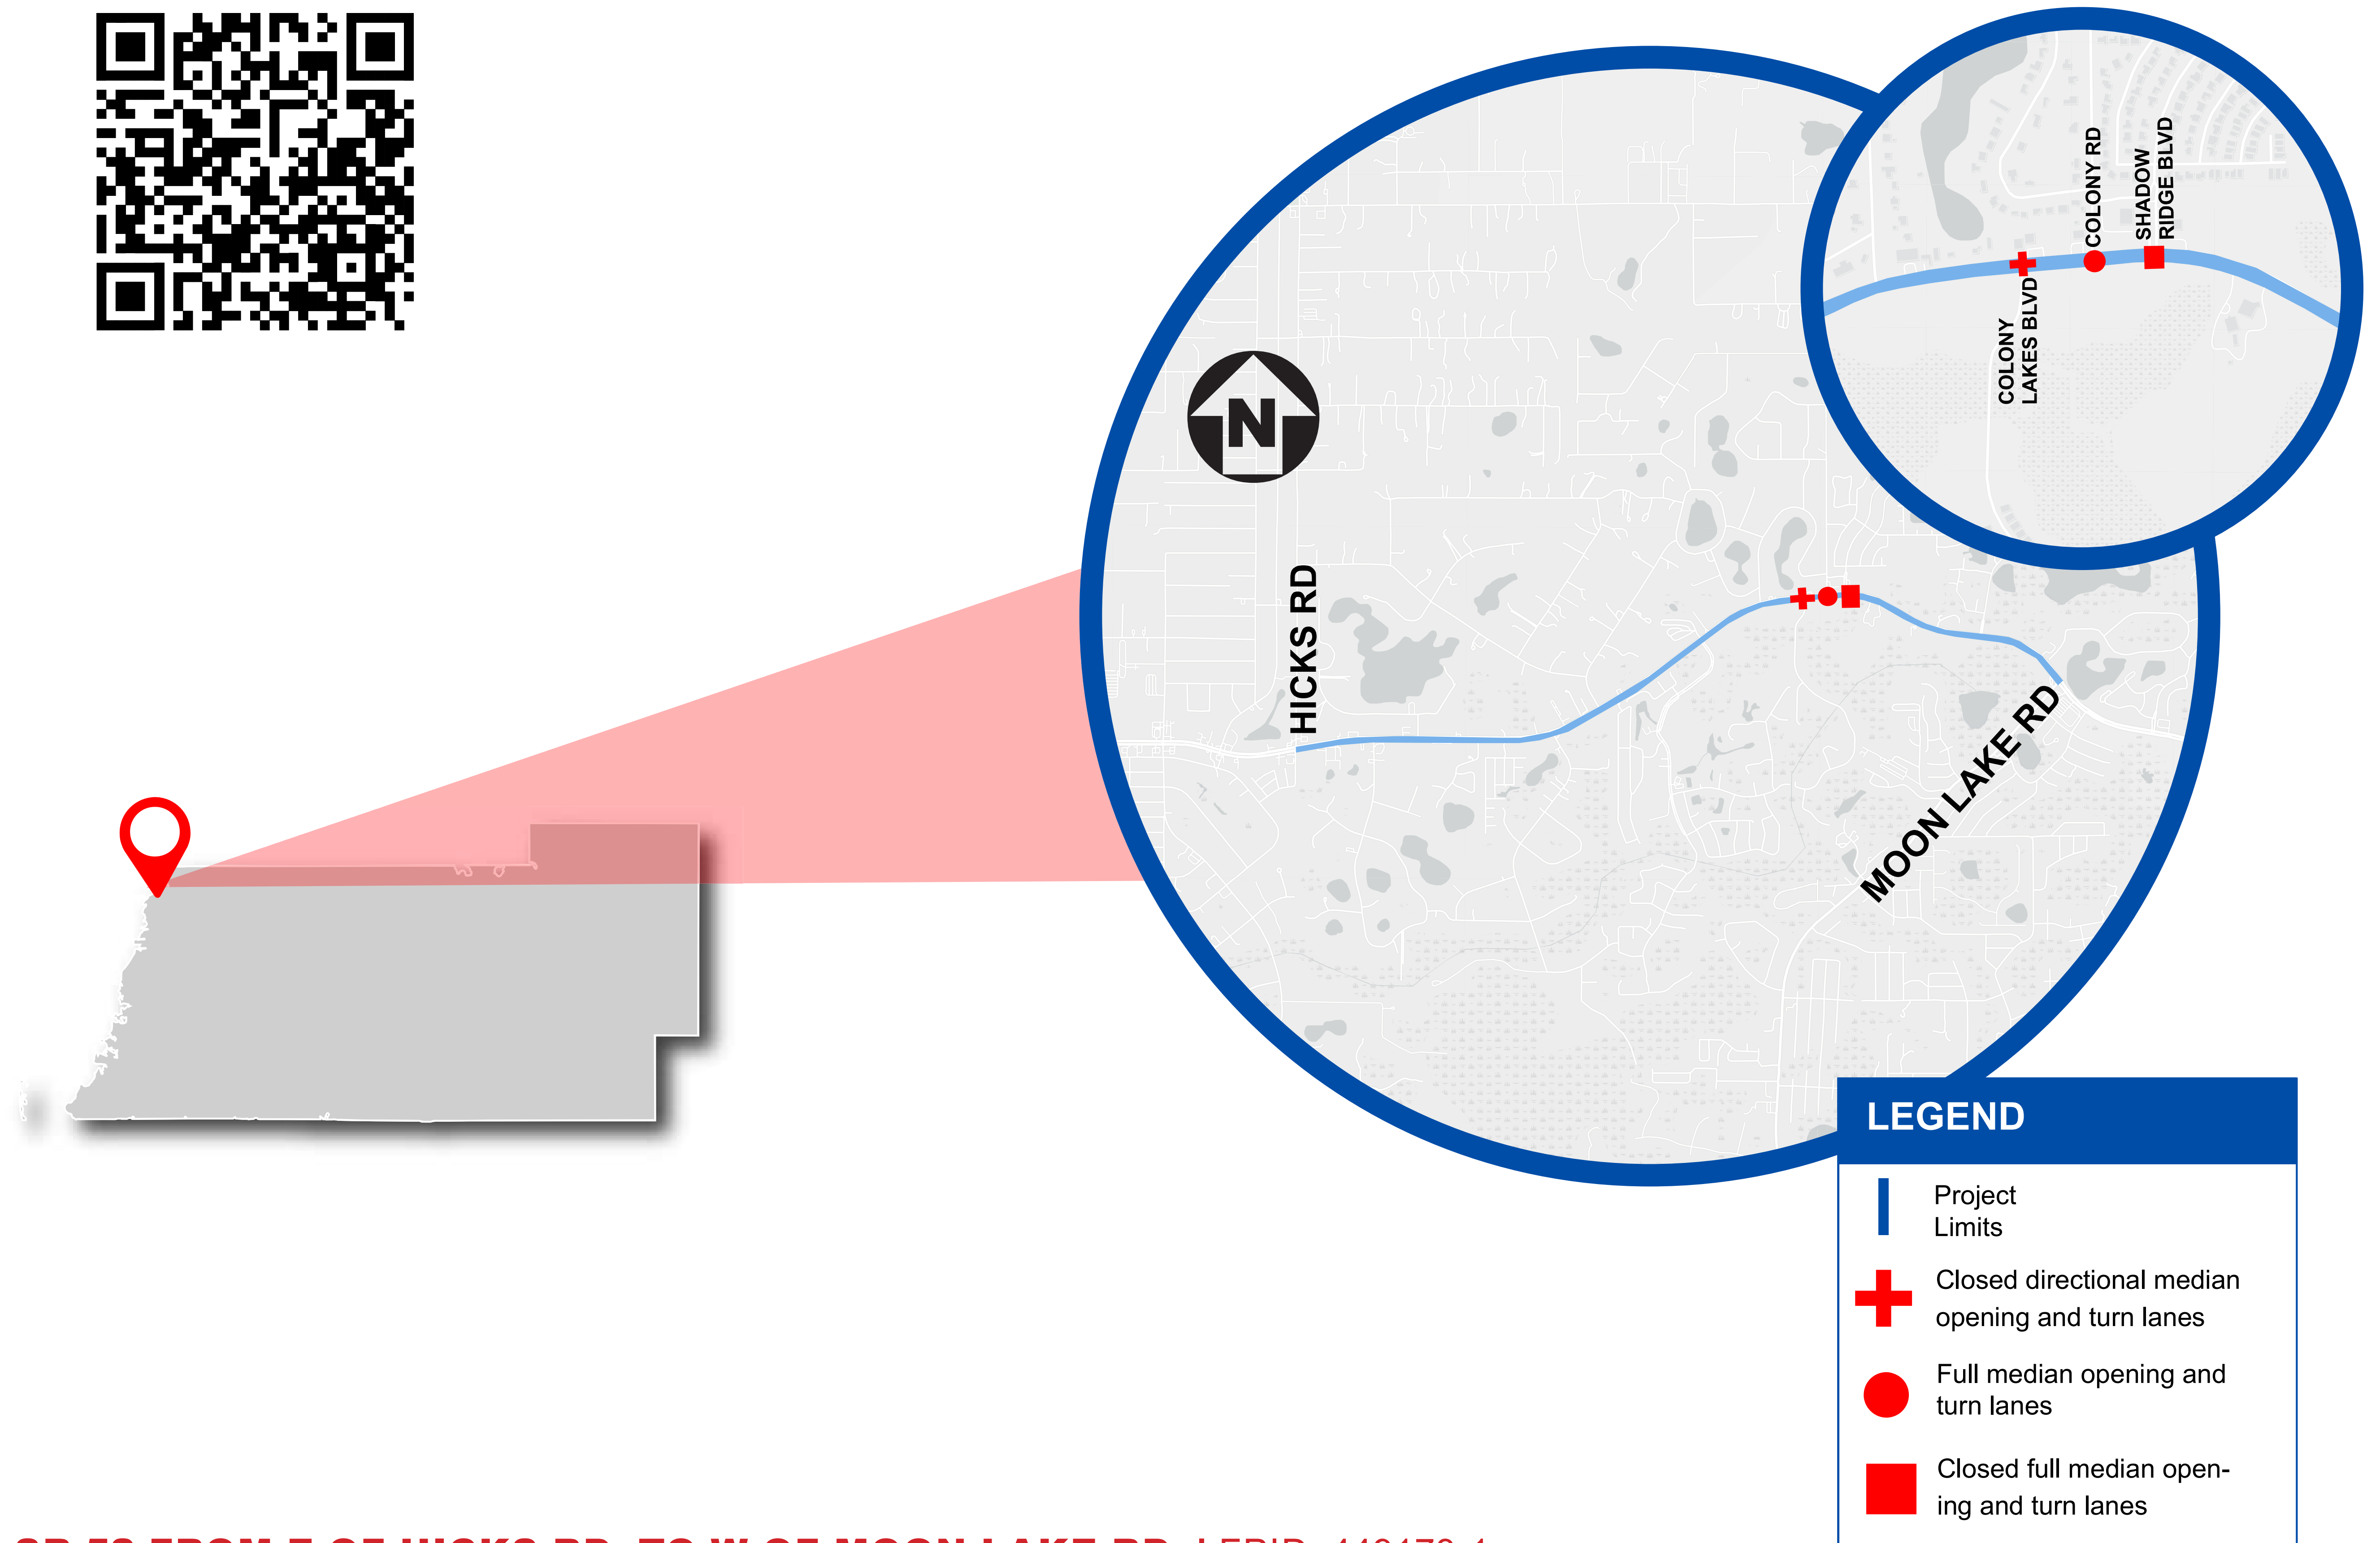 COLONY RD
SHADOW
RIDGE BLVD
COLONY
LAKES BLVD
N
HICKS RD
MOON LAKE RD
LEGEND
Project
Limits
Closed directional median
opening and turn lanes
Full median opening and
turn lanes
Closed full median open-
ing and turn lanes